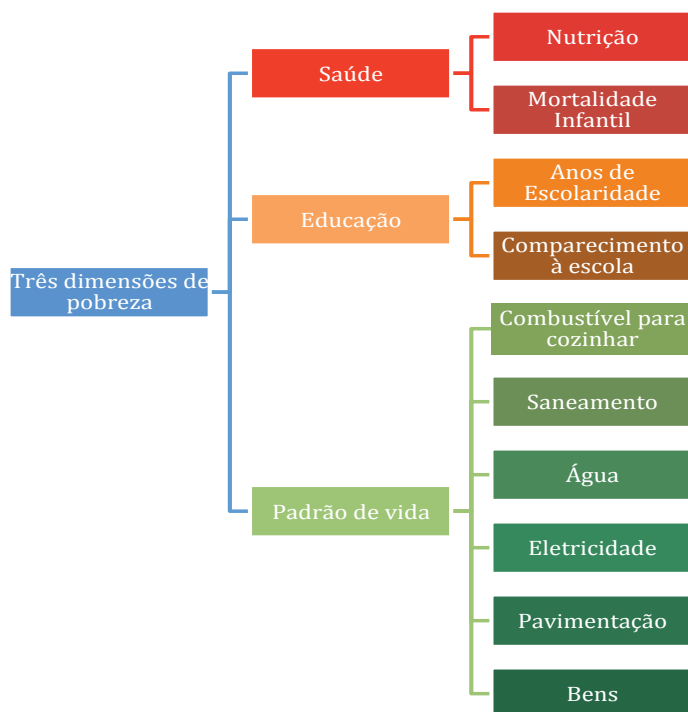 Três dimensões de
pobreza
Saúde
Nutrição
Mortalidade
Infantil
Educação
Anos de
Escolaridade
Comparecimento
à escola
Padrão de vida
Combustível para
cozinhar
Saneamento
Água
Eletricidade
Pavimentação
Bens